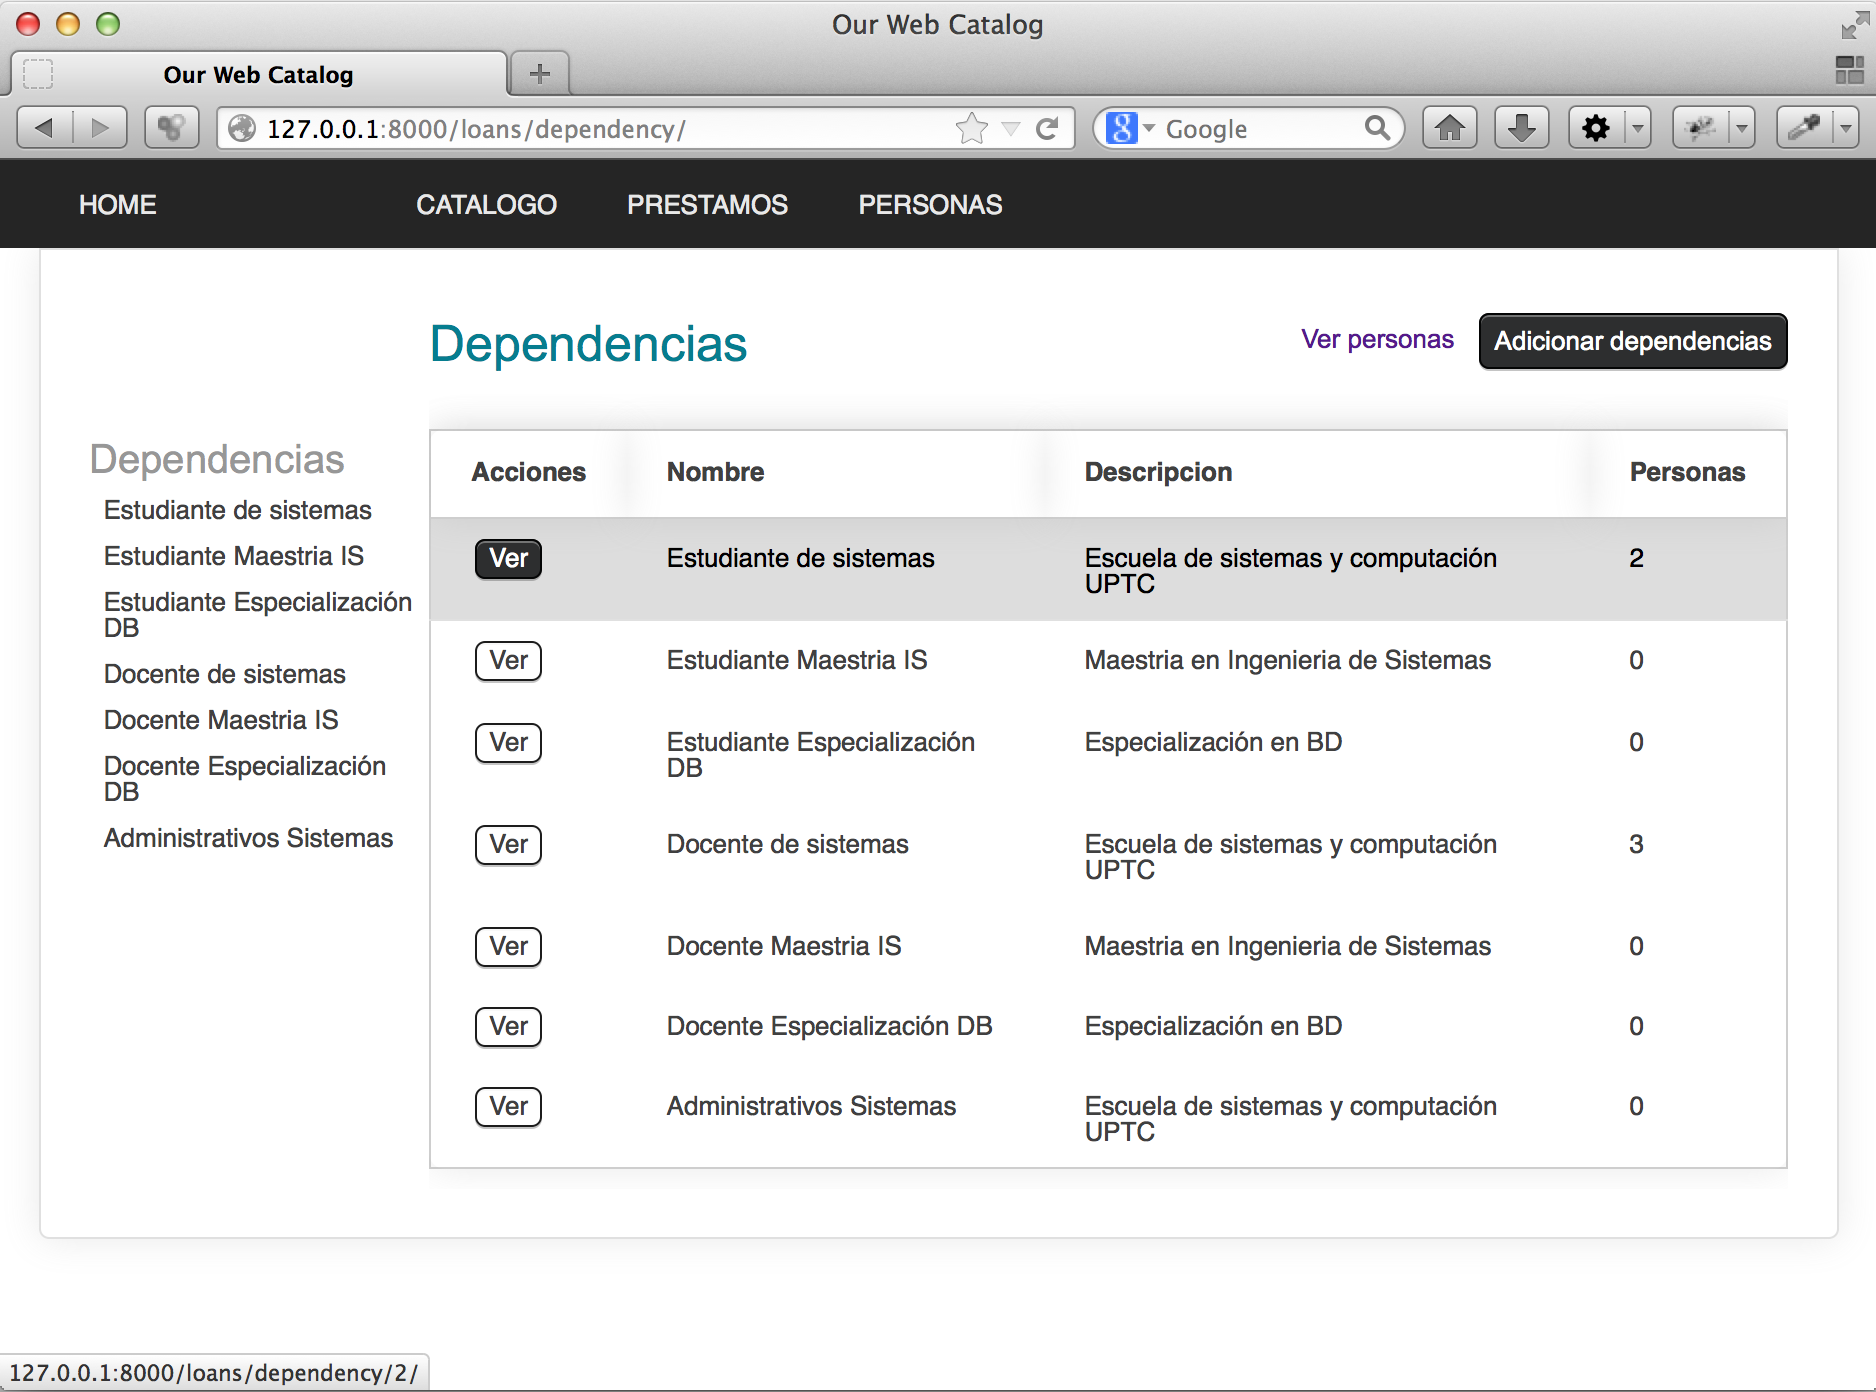 Our Web Catalog
Our Web Catalog
127.0.0.1:8000/loans/dependency/
Google
HOME CATALOGO PRESTAMOS PERSONAS
Dependencias
Ver personas Adicionar dependencias
Dependencias
Estudiante de sistemas
Estudiante Maestria IS
Estudiante Especialización
DB
Docente de sistemas
Docente Maestria IS
Docente Especialización
DB
Administrativos Sistemas
Acciones Nombre Descripcion Personas
Ver Estudiante de sistemas Escuela de sistemas y computación 2
UPTC
Ver Estudiante Maestria IS Maestria en Ingenieria de Sistemas 0
Ver Estudiante Especialización Especialización en BD 0
DB
Ver Docente de sistemas Escuela de sistemas y computación 3
UPTC
Ver Docente Maestria IS Maestria en Ingenieria de Sistemas 0
Ver Docente Especialización DB Especialización en BD 0
Ver Administrativos Sistemas Escuela de sistemas y computación 0
UPTC
127.0.0.1:8000/loans/dependency/2/